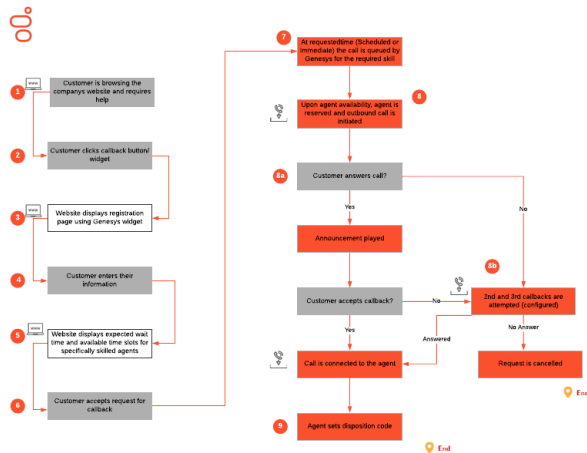 1
www
Customer is browsing the
companys website and requires
help
2
Customer clicks callback button/
widget
3
www
Website displays registration
page using Genesys widget
4
Customer enters their
information
5
www
Website displays expected wait
time and available time slots for
specifically skilled agents
6
Customer accepts request for
callback
7
At requestedtime (Scheduled or
Immediate) the call is queued by
Genesys for the required skill
8
Upon agent availability, agent is
reserved and outbound call is
initiated
8a
Customer answers call?
Yes
No
Announcement played
8b
Customer accepts callback?
No
2nd and 3rd callbacks are
attempted (configured)
Yes
Answered
No Answer
Call is connected to the agent
Request is cancelled
End
9
Agent sets disposition code
End